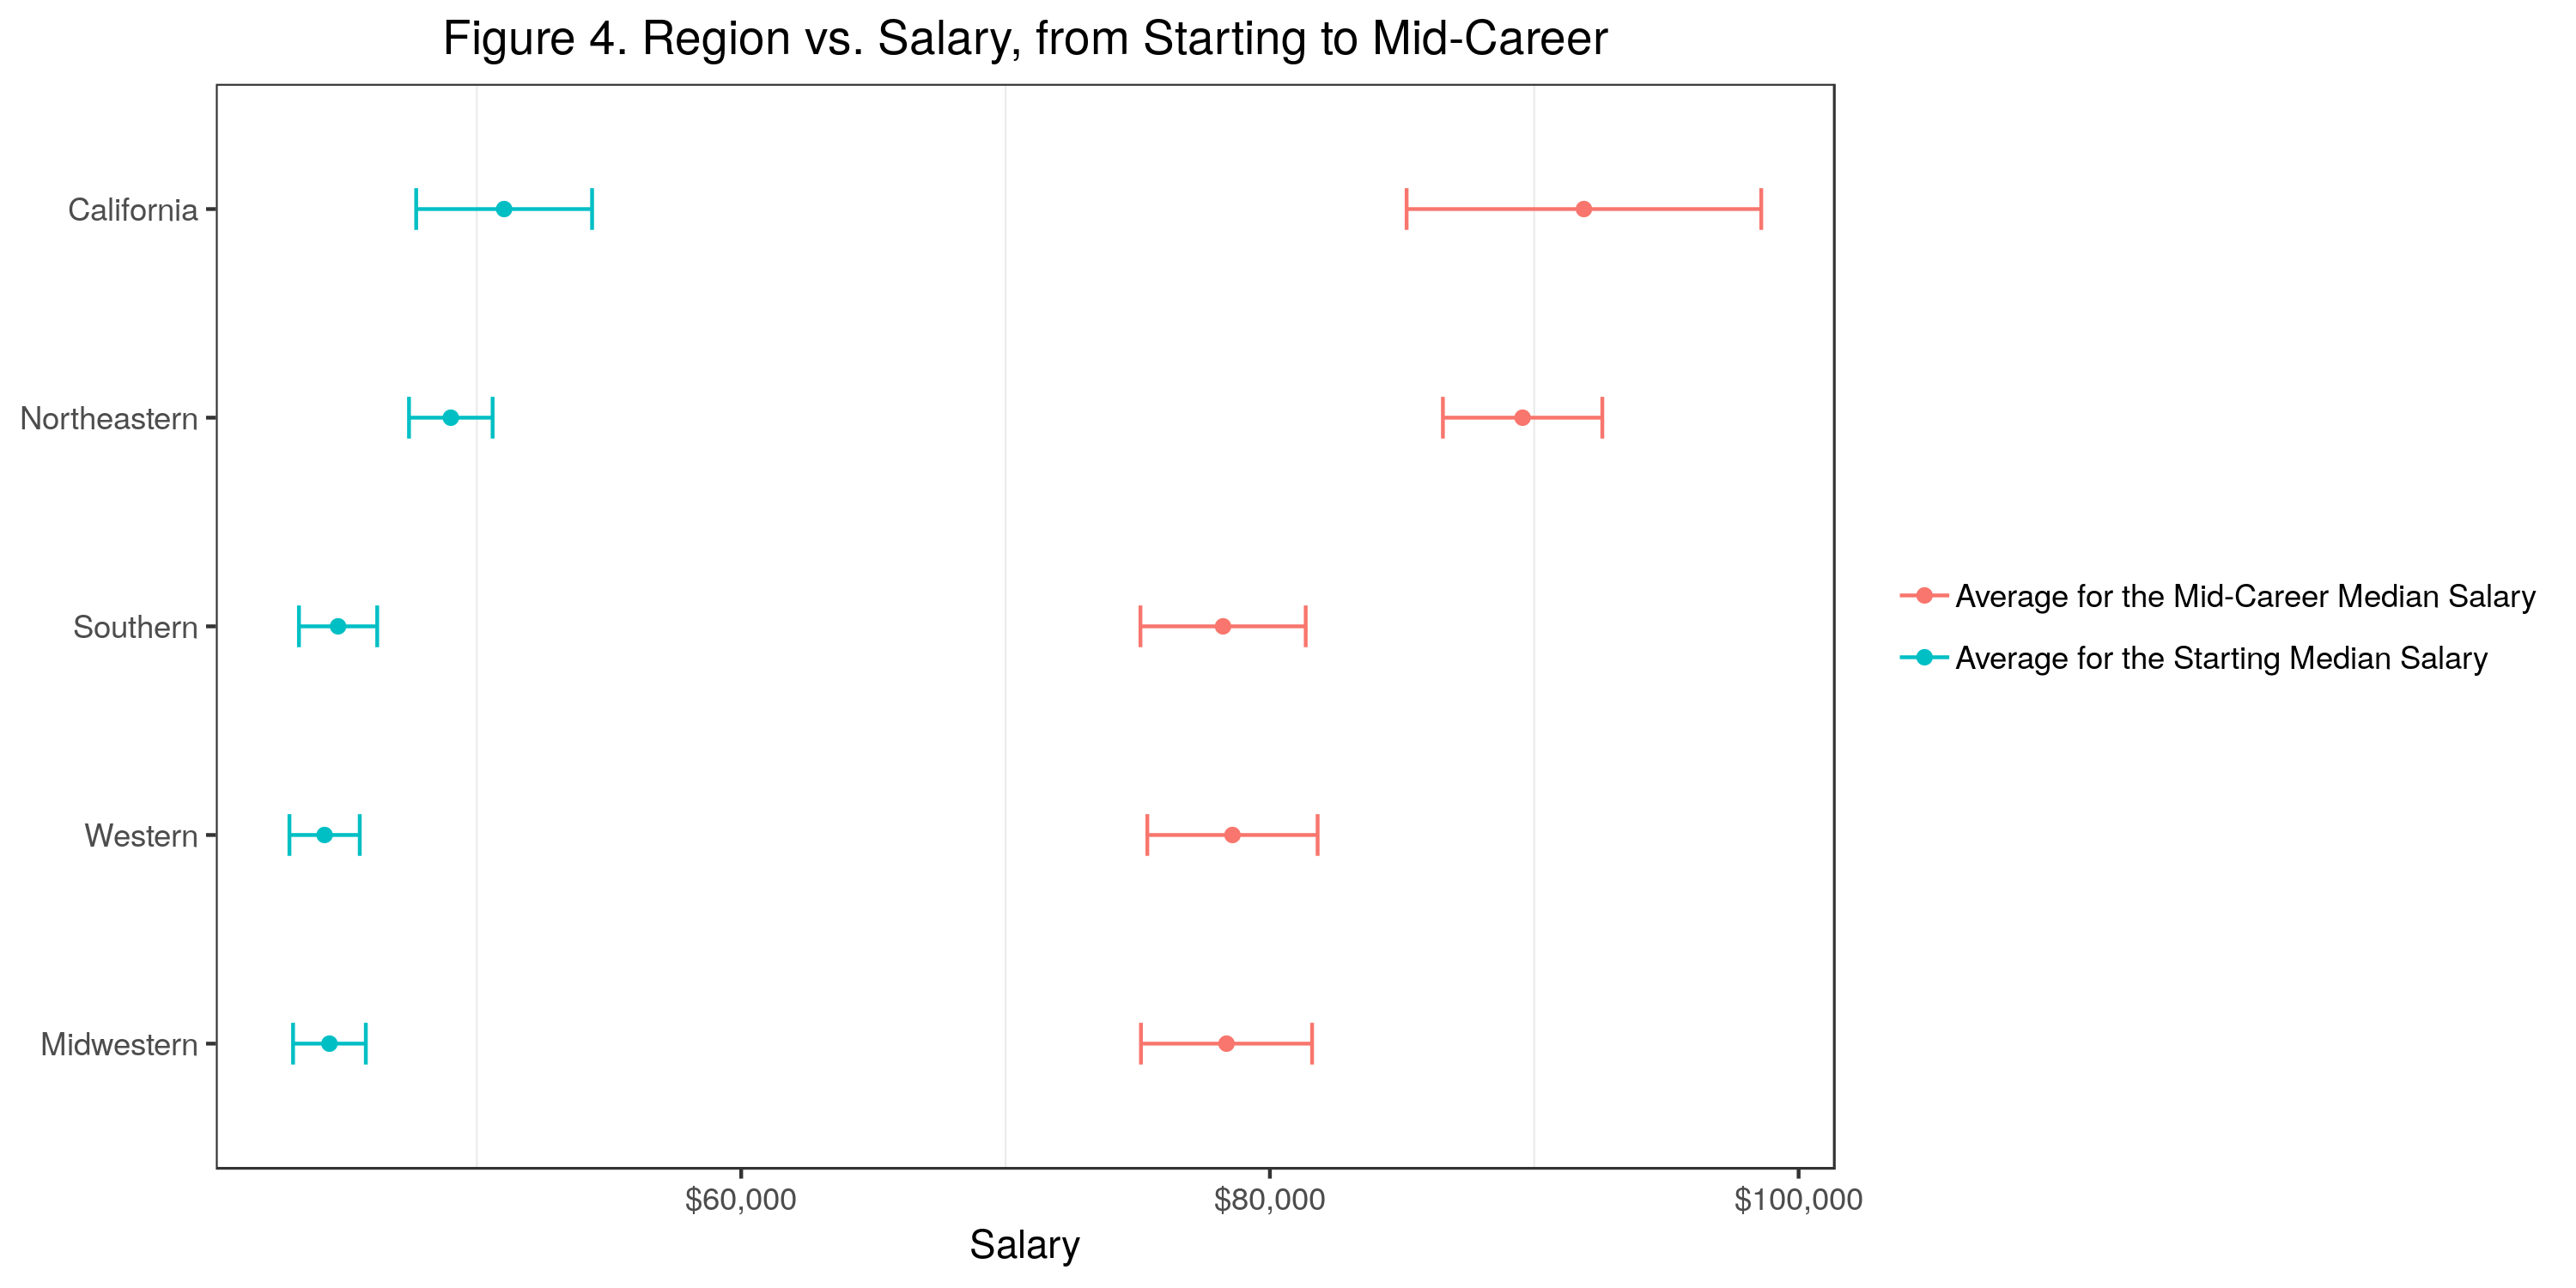 Figure 4. Region vs. Salary, from Starting to Mid-Career
California
Northeastern
Southern
Western
Midwestern
$60,000
$80,000
$100,000
Salary
Average for the Mid-Career Median Salary
Average for the Starting Median Salary